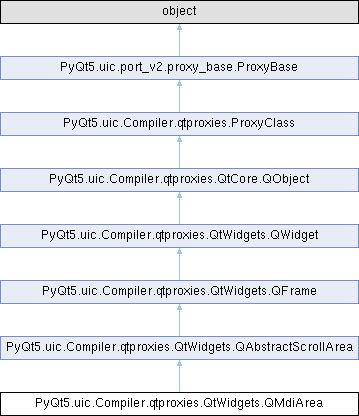 object
PyQt5.uic.port_v2.proxy_base.ProxyBase
PyQt5.uic.Compiler.qtproxies.ProxyClass
PyQt5.uic.Compiler.qtproxies.QtCore.QObject
PyQt5.uic.Compiler.qtproxies.QtWidgets.QWidget
PyQt5.uic.Compiler.qtproxies.QtWidgets.QFrame
PyQt5.uic.Compiler.qtproxies.QtWidgets.QAbstractScrollArea
PyQt5.uic.Compiler.qtproxies.QtWidgets.QMdiArea